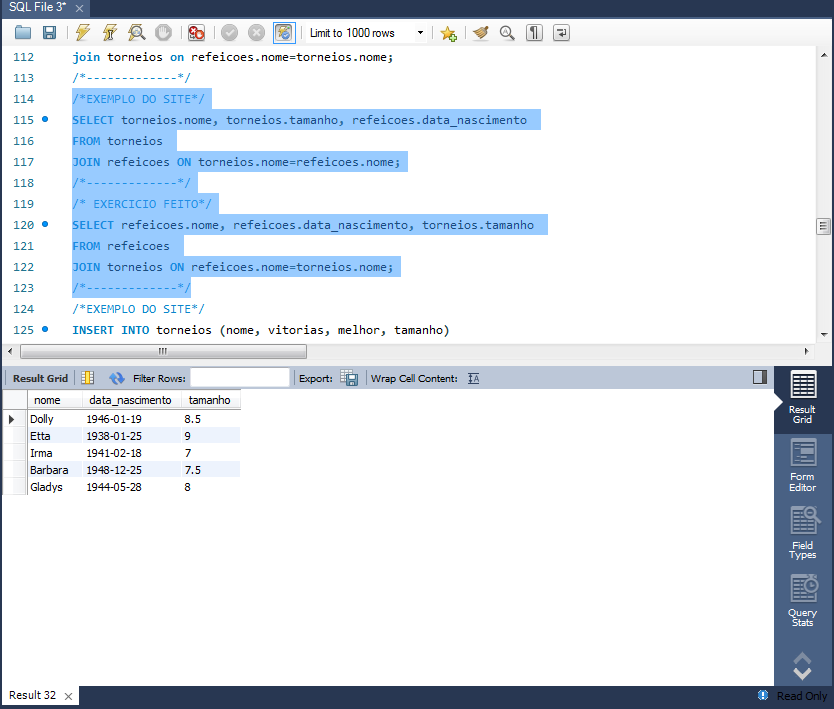 SQL File 3* ×
Limit to 1000 rows
112 join torneios on refeicoes.nome=torneios.nome;
113 /*-------------*/
114 /*EXEMPLO DO SITE*/
115 SELECT torneios.nome, torneios.tamanho, refeicoes.data_nascimento
116 FROM torneios
117 JOIN refeicoes ON torneios.nome=refeicoes.nome;
118 /*-------------*/
119 /* EXERCICIO FEITO*/
120 SELECT refeicoes.nome, refeicoes.data_nascimento, torneios.tamanho
121 FROM refeicoes
122 JOIN torneios ON refeicoes.nome=torneios.nome;
123 /*-------------*/
124 /*EXEMPLO DO SITE*/
125 INSERT INTO torneios (nome, vitorias, melhor, tamanho)
Result Grid Filter Rows: Export: Wrap Cell Content:
nome data_nascimento tamanho
Dolly 1946-01-19 8.5
Etta 1938-01-25 9
Irma 1941-02-18 7
Barbara 1948-12-25 7.5
Gladys 1944-05-28 8
Result
Grid
Form
Editor
Field
Types
Query
Stats
Result 32 × Read Only